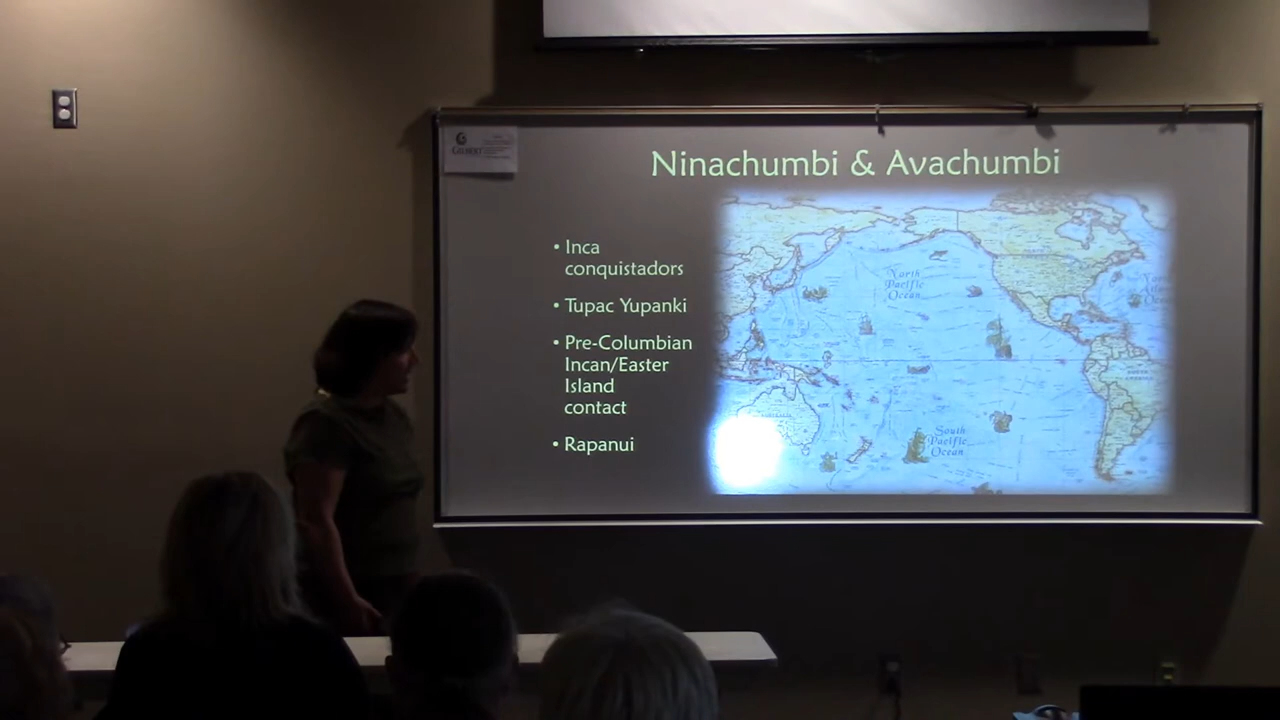 Ninachumbi & Avachumbi
• Inca
conquistadors
• Tupac Yupanki
• Pre-Columbian
Incan/Easter
Island
contact
• Rapanui
North
Pacific
Ocean
South
Pacific
Ocean